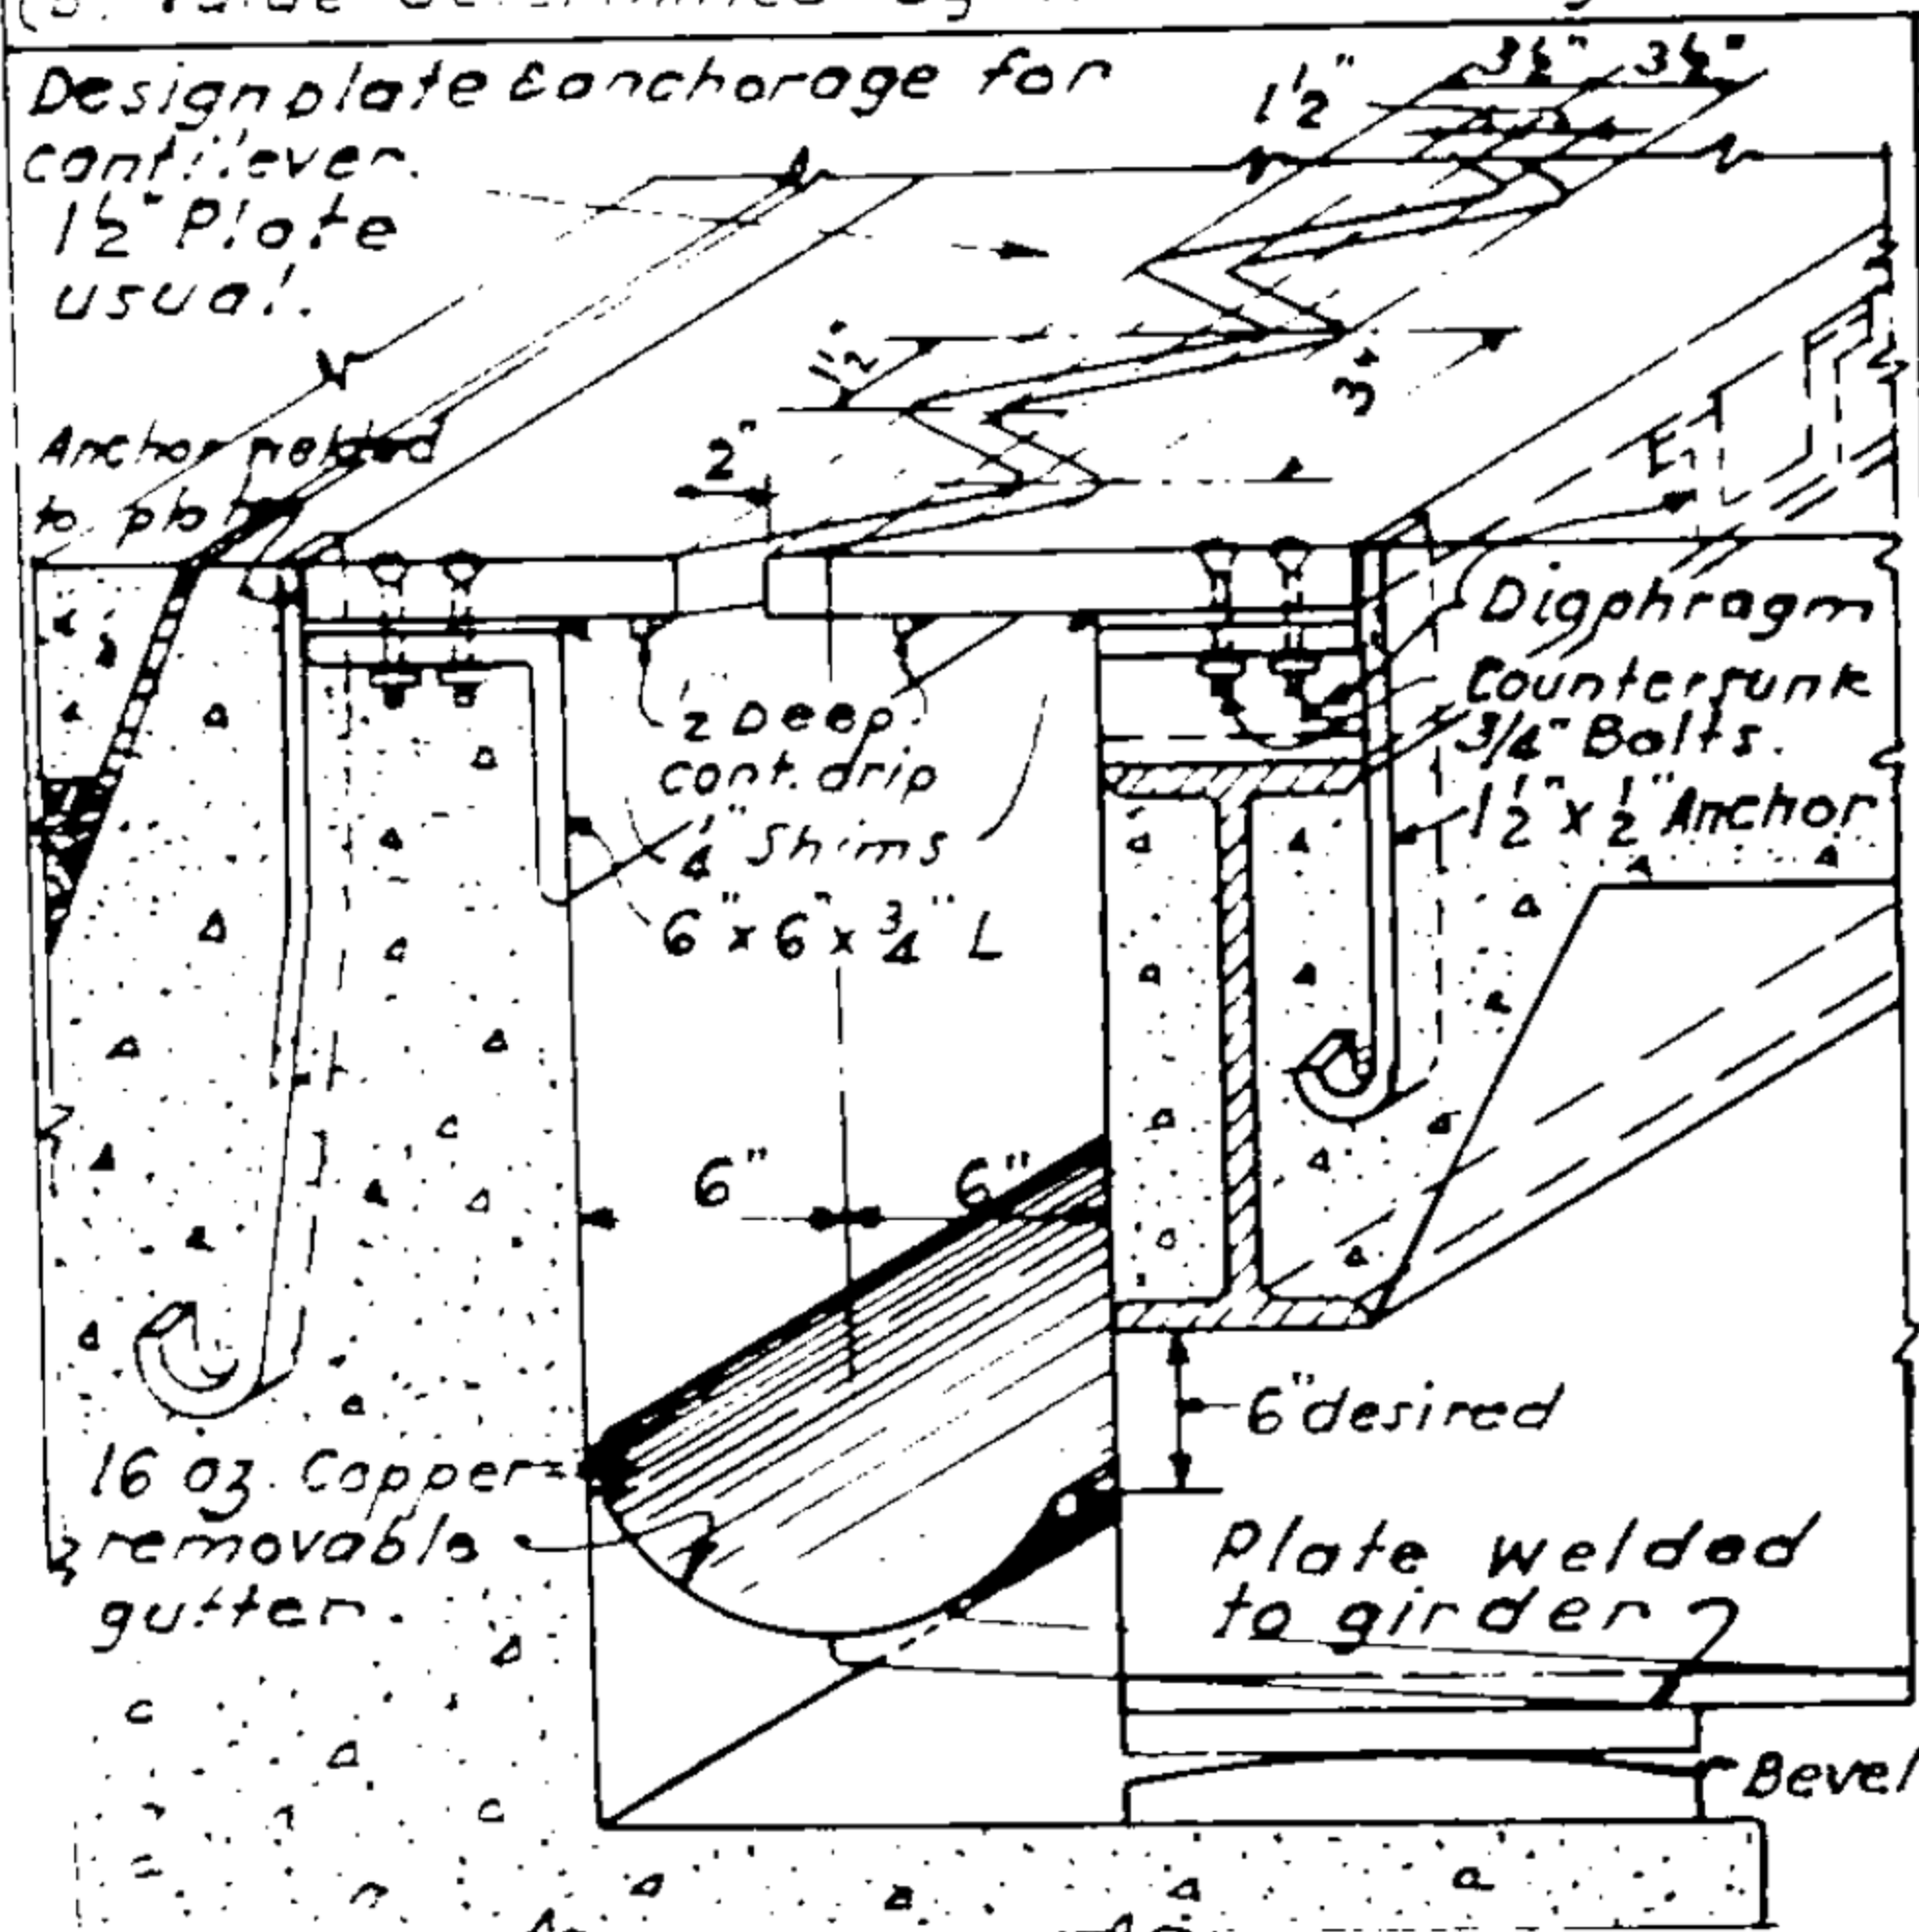 Design plate & anchorage for
cantilever.
1½" Plate
usual.
1½"
3½" 3½"
1½"
3"
2"
Anchor welded
to
Diaphragm
Countersunk
3/4" Bolts.
1½" x ½" Anchor
½ Deep
cont. drip
¼" Shims
6" x 6" x ¾" L
6" 6"
6" desired
16 oz. Copper
removable
gutter.
Plate welded
to girder
Bevel